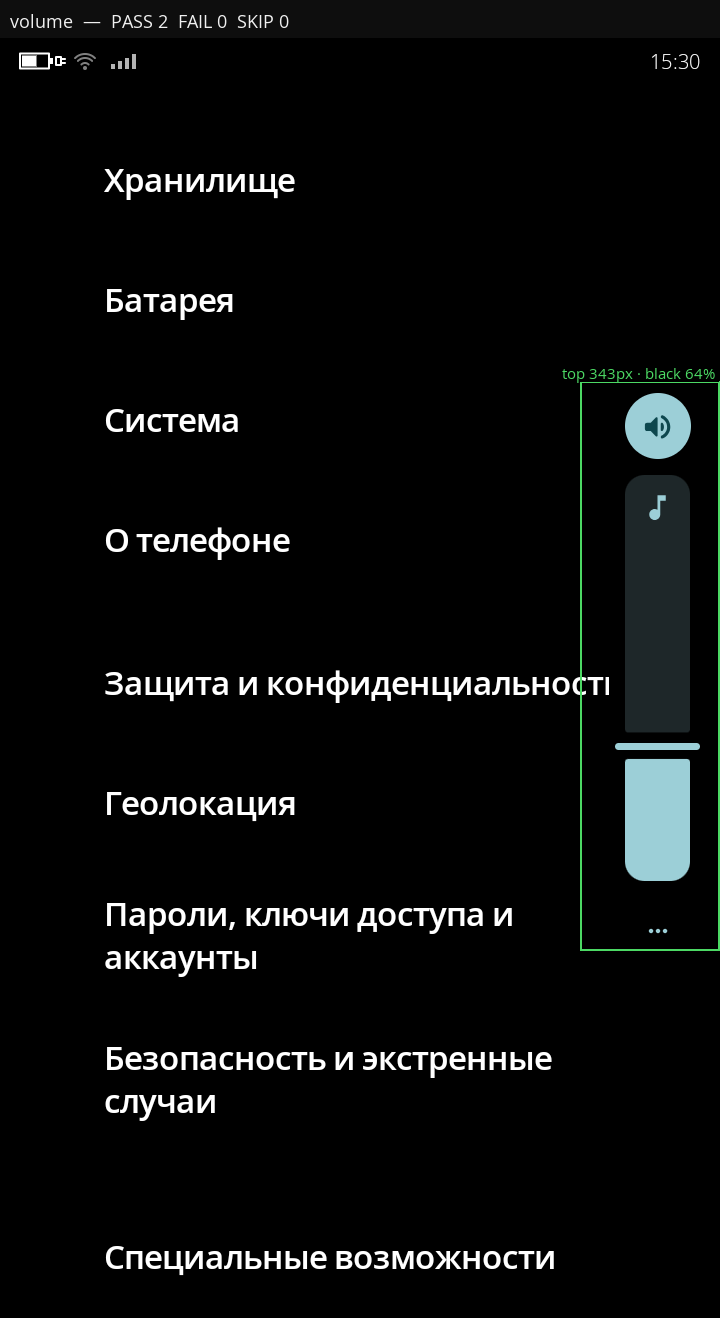 volume — PASS 2 FAIL 0 SKIP 0
15:30
Хранилище
Батарея
top 343px · black 64%
Система
О телефоне
Защита и конфиденциальность
Геолокация
Пароли, ключи доступа и
аккаунты
Безопасность и экстренные
случаи
Специальные возможности